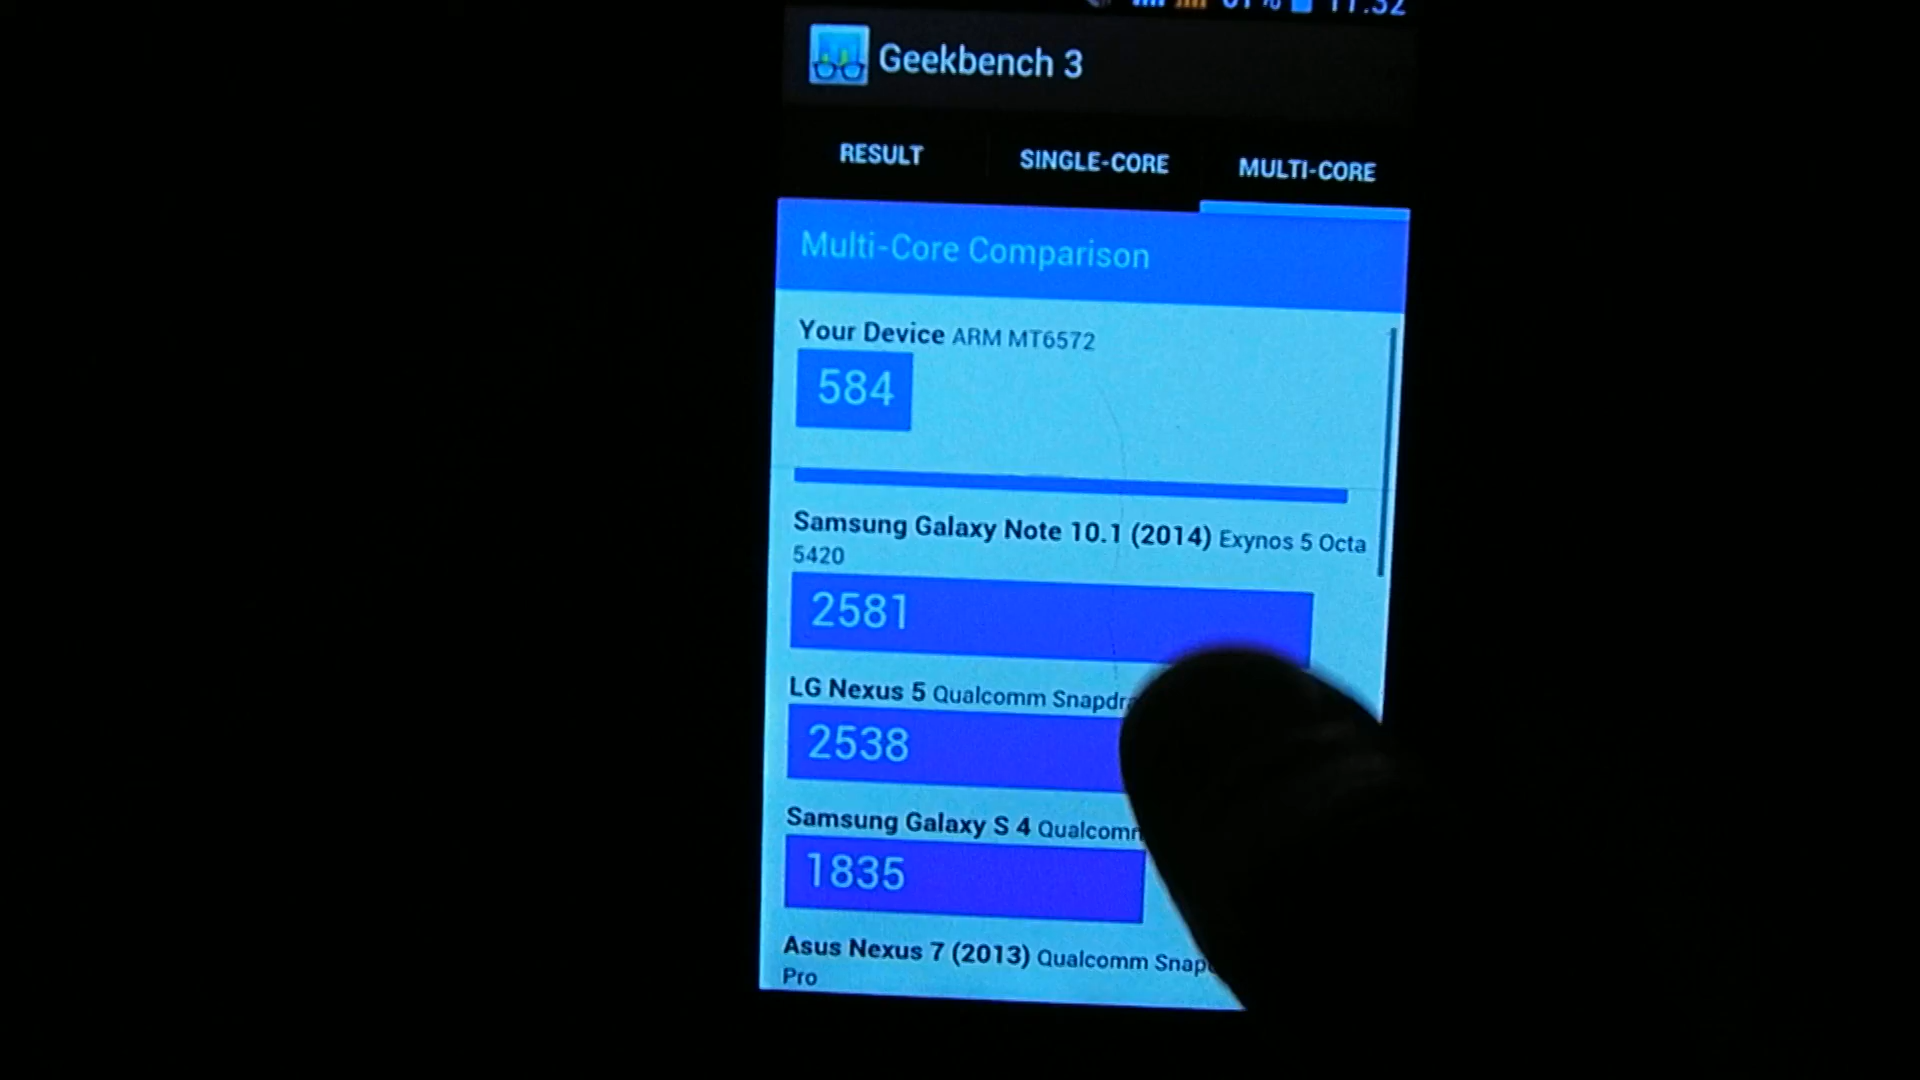 11:32
Geekbench 3
RESULT SINGLE-CORE MULTI-CORE
Multi-Core Comparison
Your Device ARM MT6572
584
Samsung Galaxy Note 10.1 (2014) Exynos 5 Octa
5420
2581
LG Nexus 5 Qualcomm
2538
Samsung Galaxy S 4
1835
Asus Nexus 7 (2013) Qualcomm
Pro